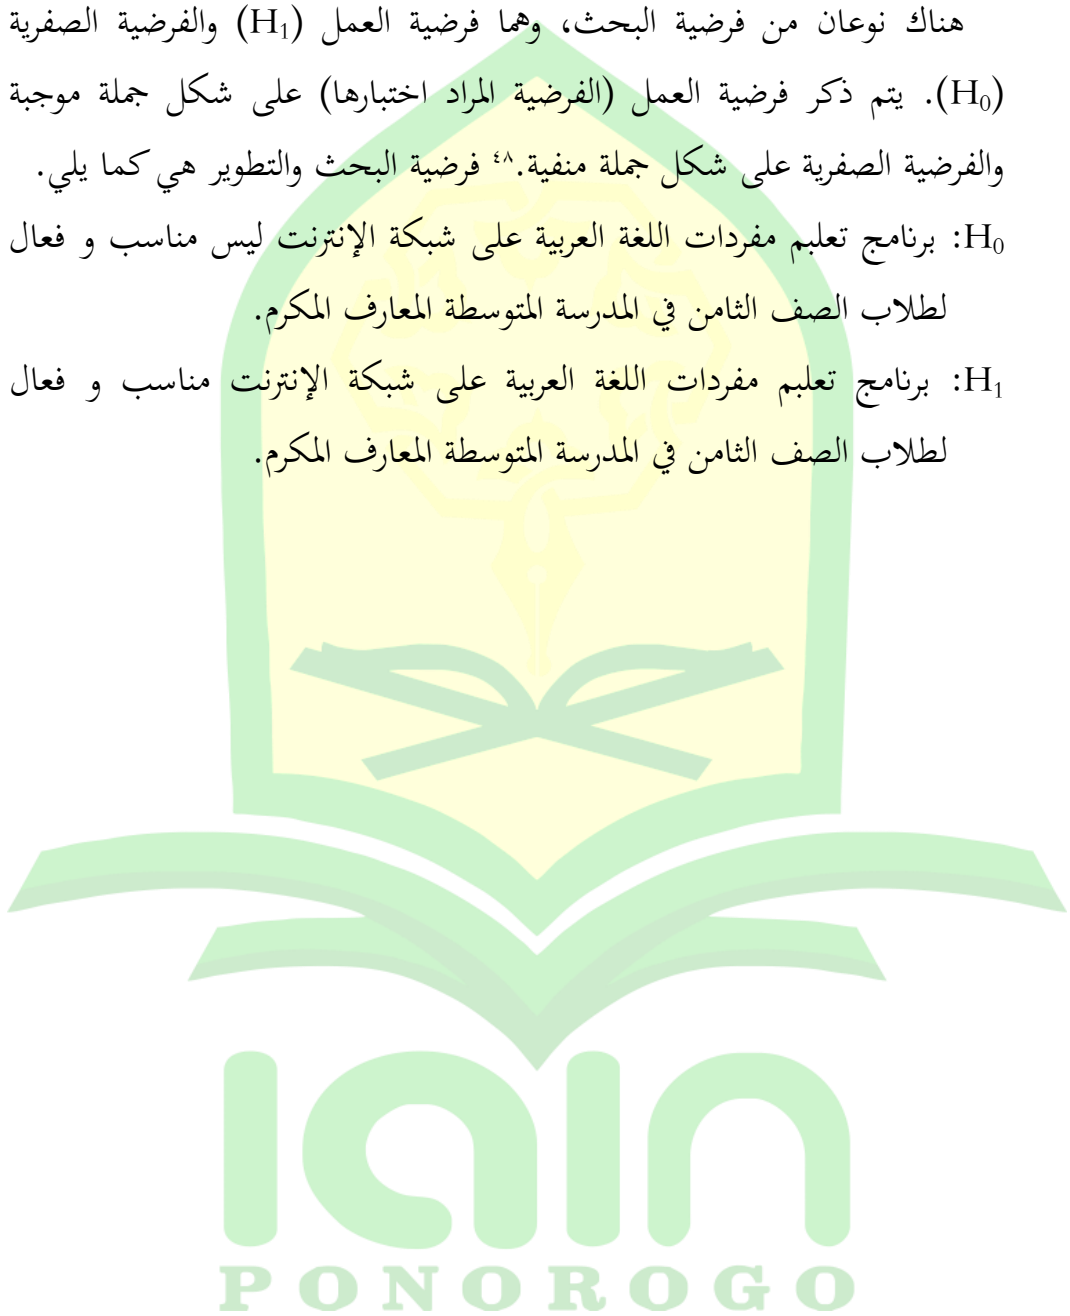 هناك نوعان من فرضية البحث، وهما فرضية العمل (H₁) والفرضية الصفرية
(H₀). يتم ذكر فرضية العمل (الفرضية المراد اختبارها) على شكل جملة موجبة
والفرضية الصفرية على شكل جملة منفية.٤٨ فرضية البحث والتطوير هي كما يلي.
H₀: برنامج تعلبم مفردات اللغة العربية على شبكة الإنترنت ليس مناسب و فعال
لطلاب الصف الثامن في المدرسة المتوسطة المعارف المكرم.
H₁: برنامج تعلبم مفردات اللغة العربية على شبكة الإنترنت مناسب و فعال
لطلاب الصف الثامن في المدرسة المتوسطة المعارف المكرم.
iain
PONOROGO